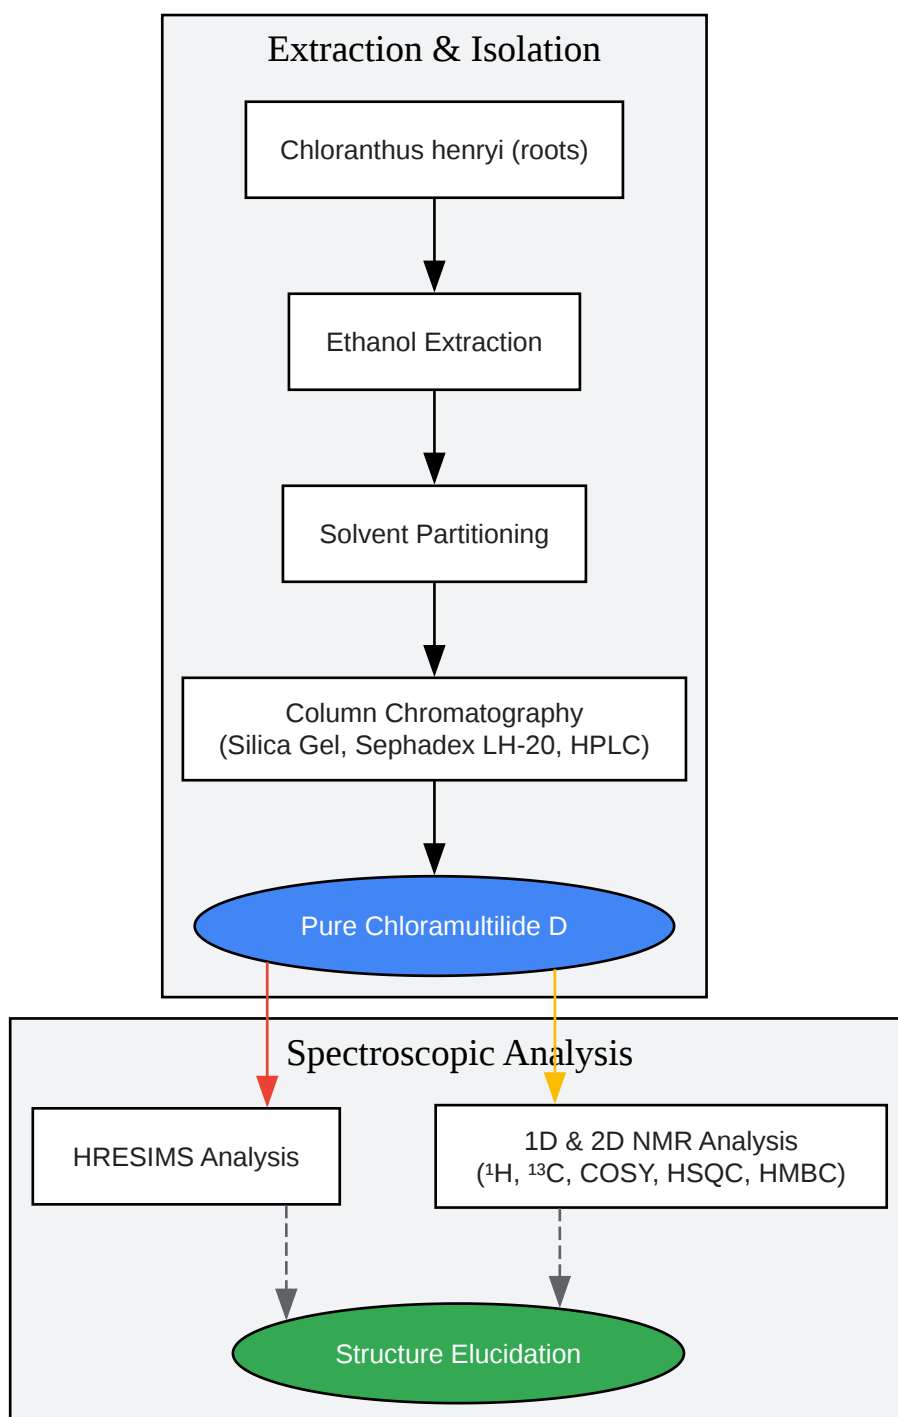 Extraction & Isolation
Chloranthus henryi (roots)
Ethanol Extraction
Solvent Partitioning
Column Chromatography
(Silica Gel, Sephadex LH-20, HPLC)
Pure Chloramultilide D
Spectroscopic Analysis
HRESIMS Analysis
1D & 2D NMR Analysis
(¹H, ¹³C, COSY, HSQC, HMBC)
Structure Elucidation